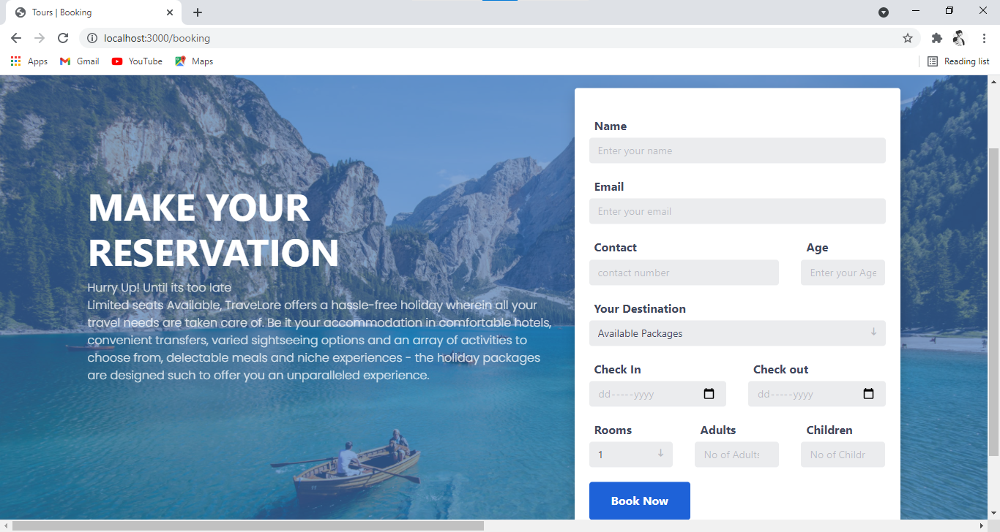 Tours | Booking
localhost:3000/booking
Apps
Gmail
YouTube
Maps
Reading list
MAKE YOUR
RESERVATION
Hurry Up! Until its too late
Limited seats Available, TraveLore offers a hassle-free holiday wherein all your
travel needs are taken care of. Be it your accommodation in comfortable hotels,
convenient transfers, varied sightseeing options and an array of activities to
choose from, delectable meals and niche experiences - the holiday packages
are designed such to offer you an unparalleled experience.
Name
Enter your name
Email
Enter your email
Contact
Age
contact number
Enter your Age
Your Destination
Available Packages
Check In
Check out
dd-----yyyy
dd-----yyyy
Rooms
Adults
Children
1
No of Adults
No of Childr
Book Now